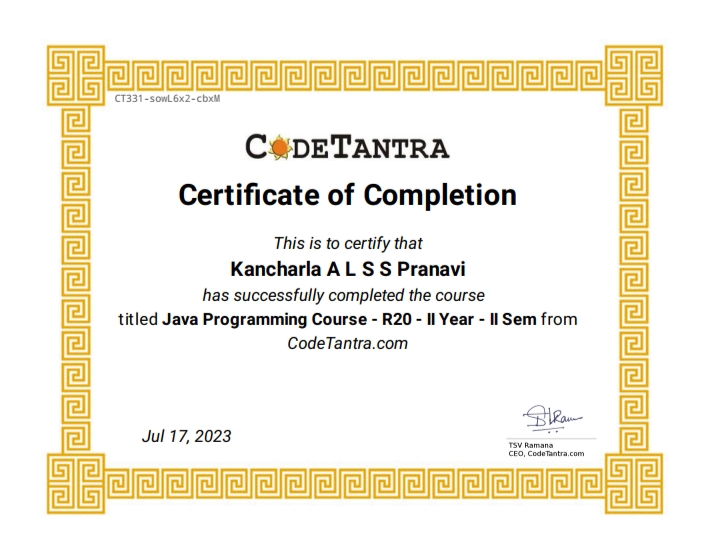 CT331-sowL6x2-cbxM
CODETANTRA
Certificate of Completion
This is to certify that
Kancharla A L S S Pranavi
has successfully completed the course
titled Java Programming Course - R20 - II Year - II Sem from
CodeTantra.com
Jul 17, 2023
TSV Ramana
CEO, CodeTantra.com